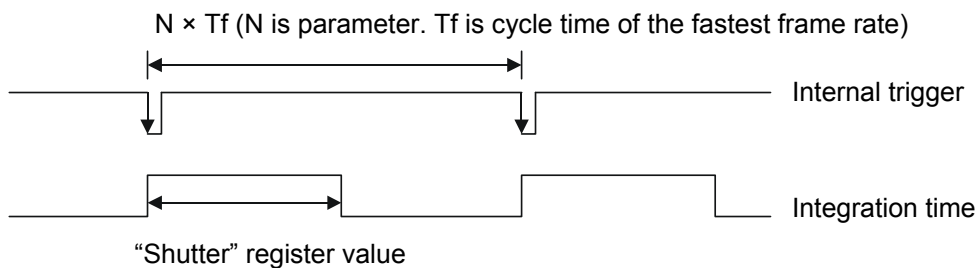 N × Tf (N is parameter. Tf is cycle time of the fastest frame rate)
Internal trigger
Integration time
“Shutter” register value